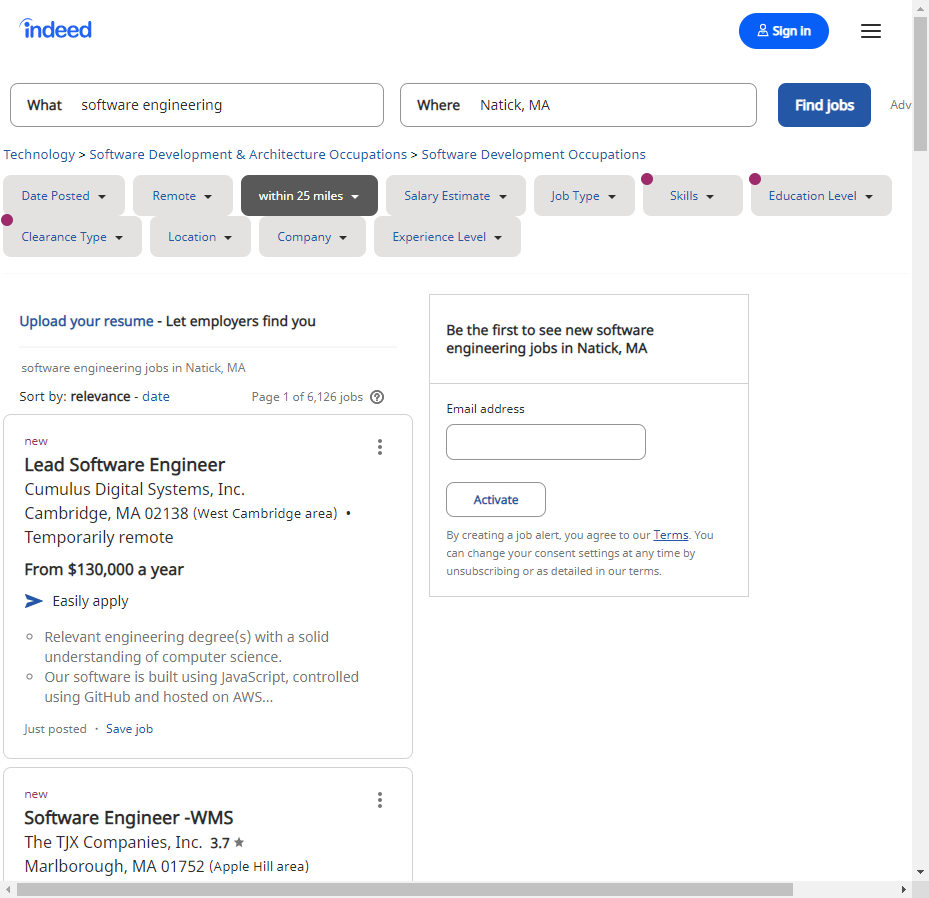 indeed
Sign in
What software engineering
Where Natick, MA
Find jobs
Adv
Technology > Software Development & Architecture Occupations > Software Development Occupations
Date Posted
Remote
within 25 miles
Salary Estimate
Job Type
Skills
Education Level
Clearance Type
Location
Company
Experience Level
Upload your resume - Let employers find you
software engineering jobs in Natick, MA
Sort by: relevance - date
Page 1 of 6,126 jobs ?
new
Lead Software Engineer
Cumulus Digital Systems, Inc.
Cambridge, MA 02138 (West Cambridge area) •
Temporarily remote
From $130,000 a year
Easily apply
Relevant engineering degree(s) with a solid
understanding of computer science.
Our software is built using JavaScript, controlled
using GitHub and hosted on AWS...
Just posted · Save job
new
Software Engineer -WMS
The TJX Companies, Inc. 3.7 ★
Marlborough, MA 01752 (Apple Hill area)
Be the first to see new software
engineering jobs in Natick, MA
Email address
Activate
By creating a job alert, you agree to our Terms. You
can change your consent settings at any time by
unsubscribing or as detailed in our terms.